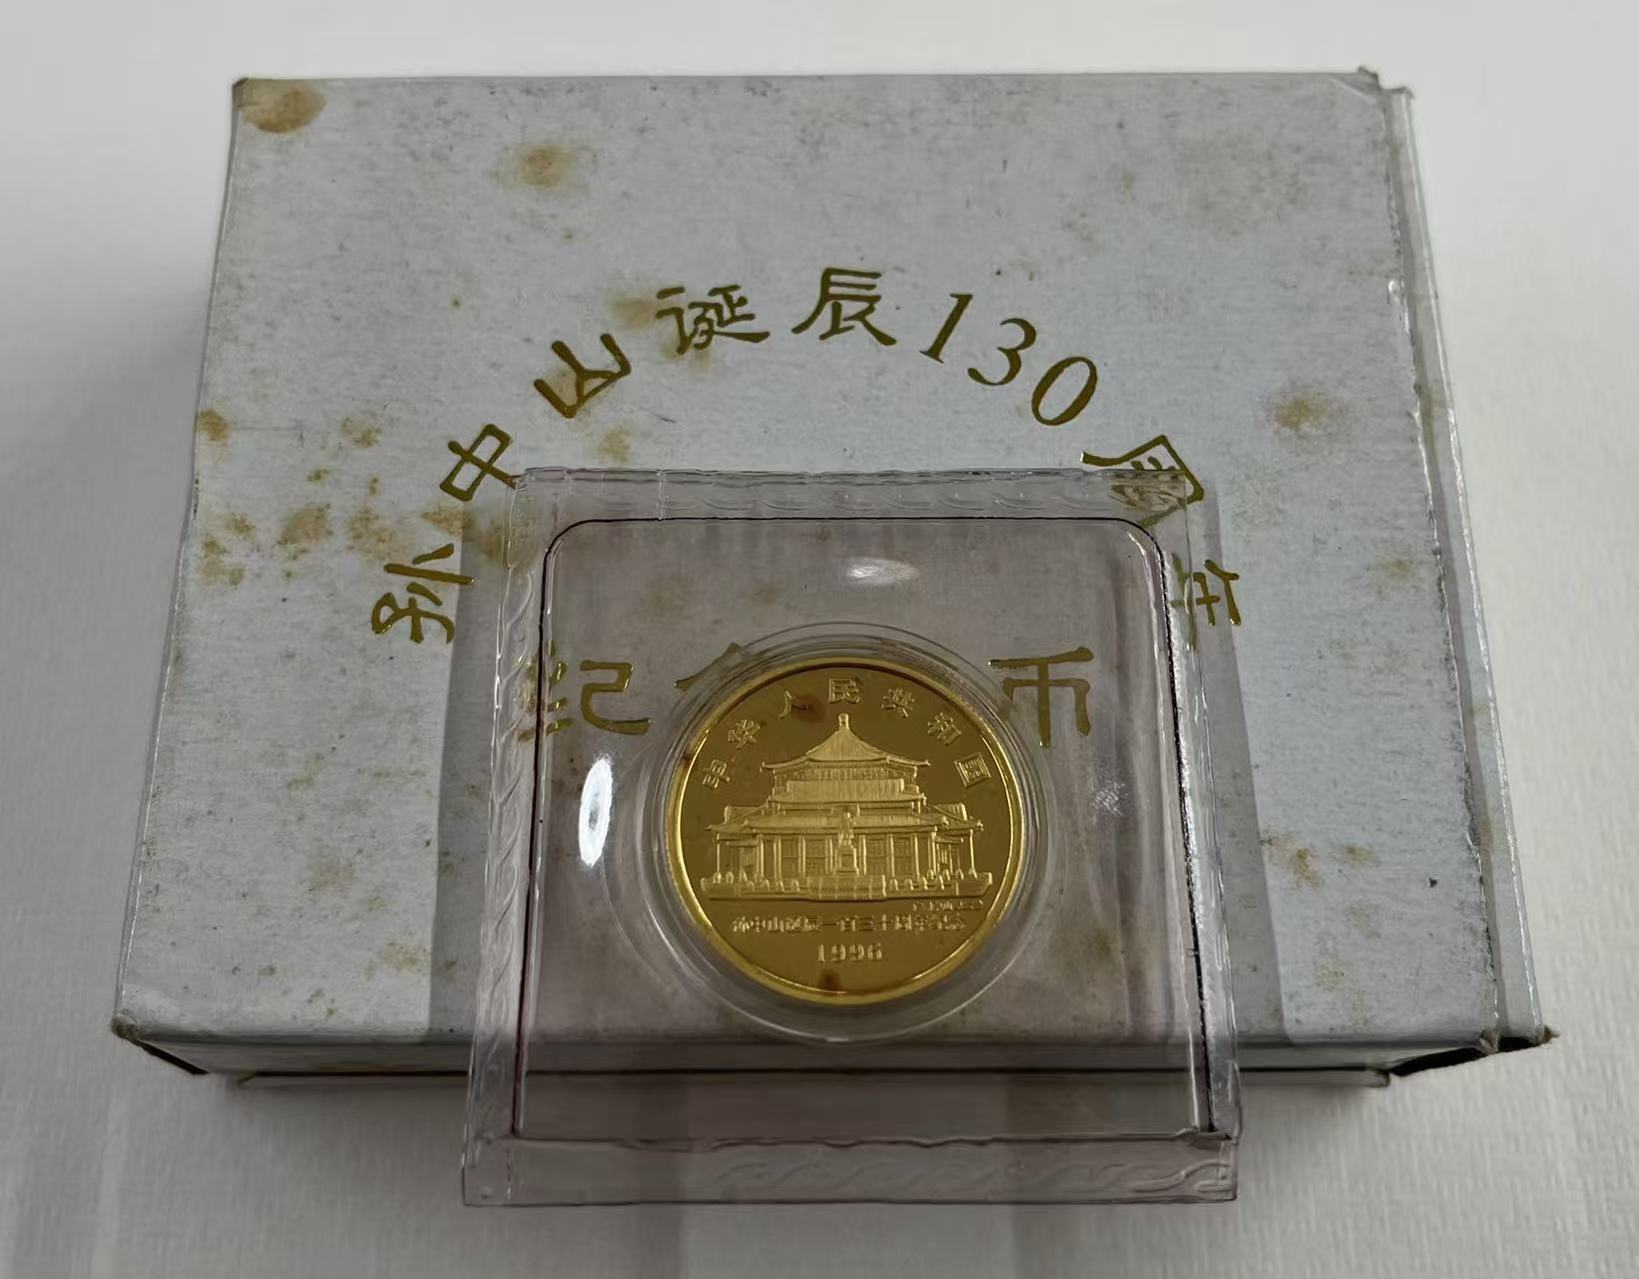 孙中山诞辰130周年
纪念币
中华人民共和国
孙中山诞辰一百三十周年纪念
1996